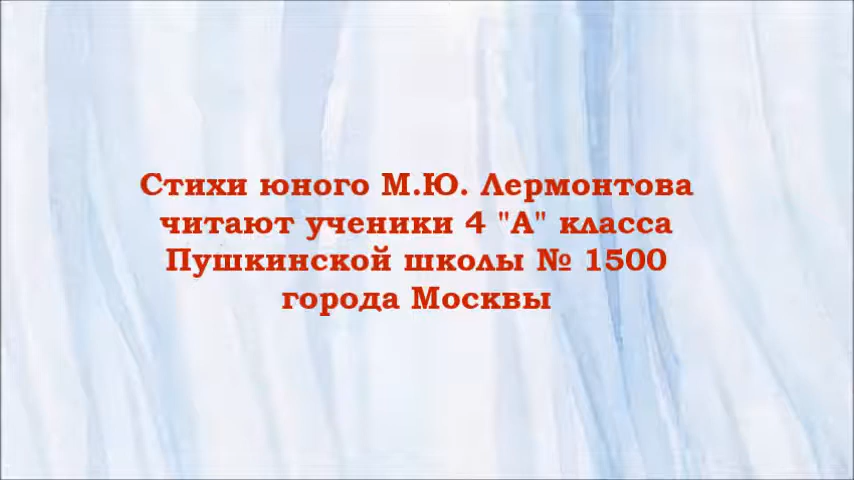 Стихи юного М.Ю. Лермонтова
читают ученики 4 "А" класса
Пушкинской школы № 1500
города Москвы